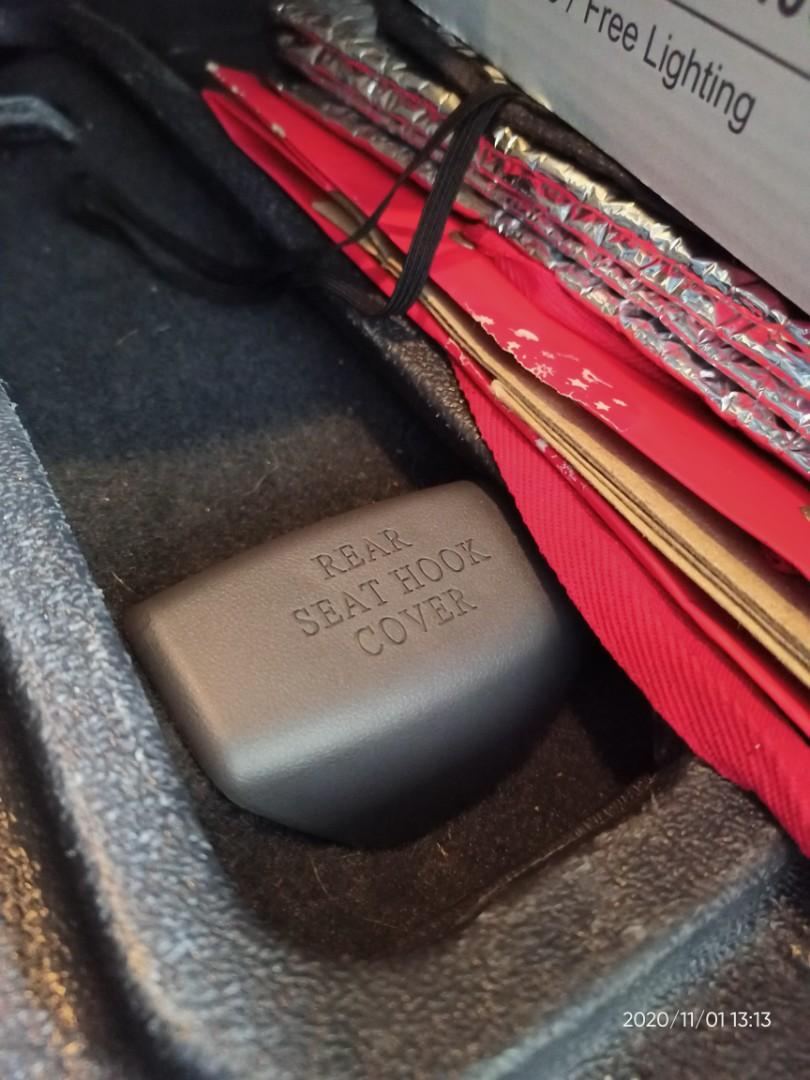 Free Lighting
REAR
SEAT HOOK
COVER
2020/11/01 13:13